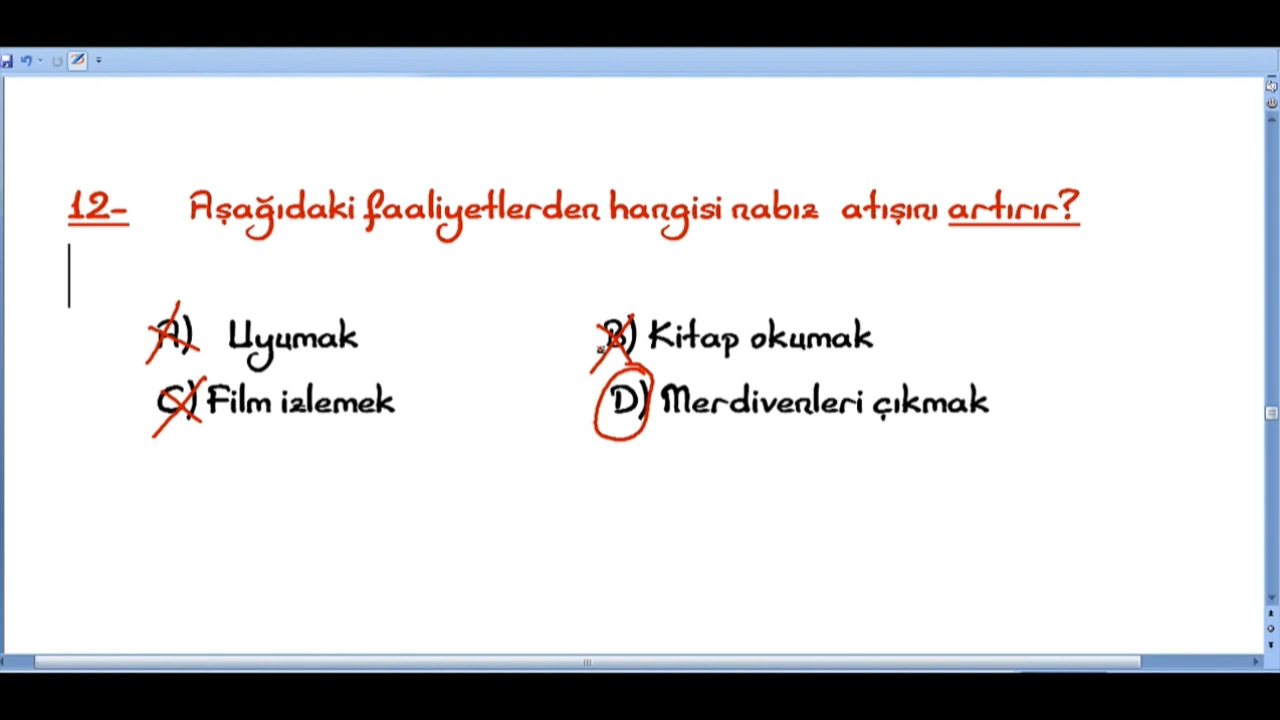 12- Aşağıdaki faaliyetlerden hangisi nabız atışını artırır?
A) Uyumak B) Kitap okumak
C) Film izlemek D) Merdivenleri çıkmak